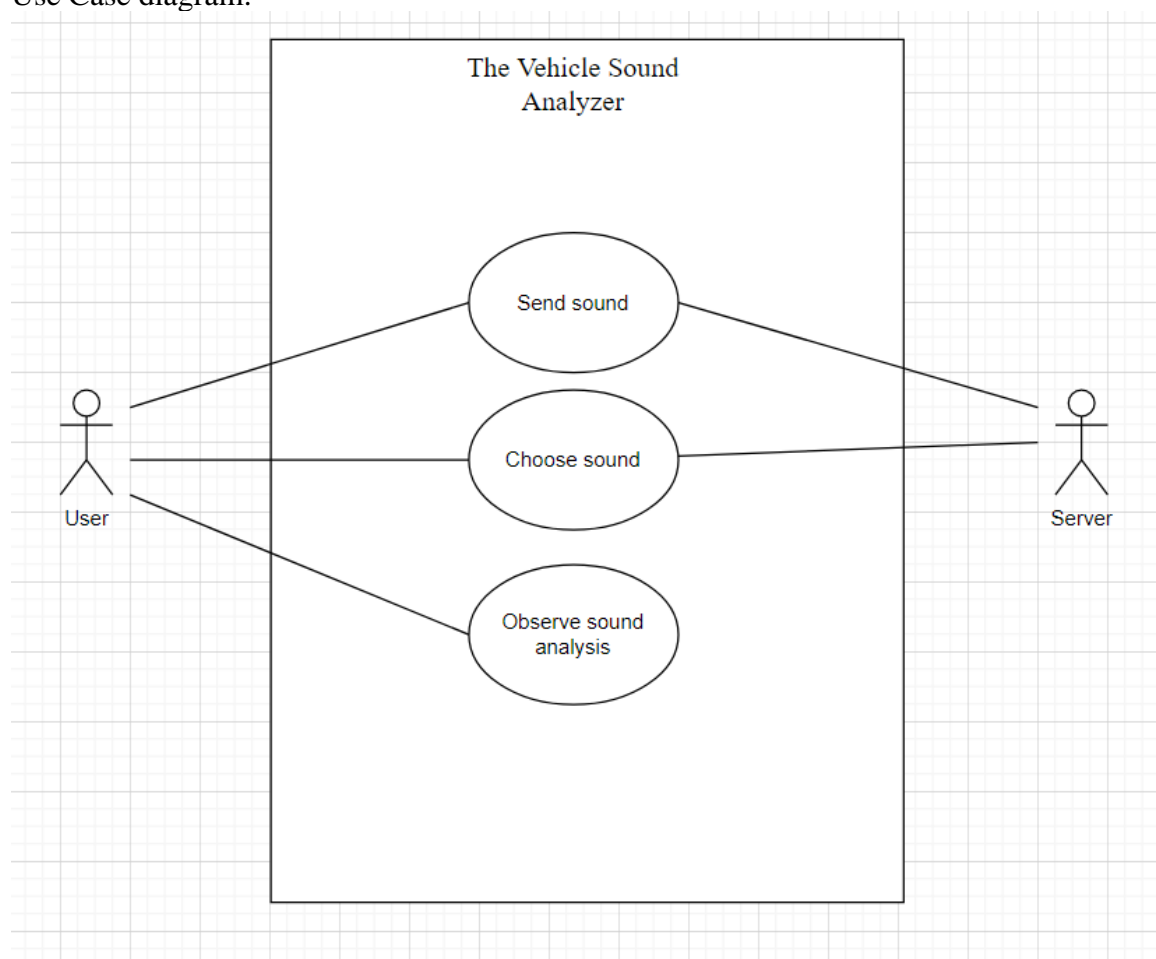 Use Case diagram:
The Vehicle Sound
Analyzer
Send sound
Choose sound
User
Server
Observe sound
analysis